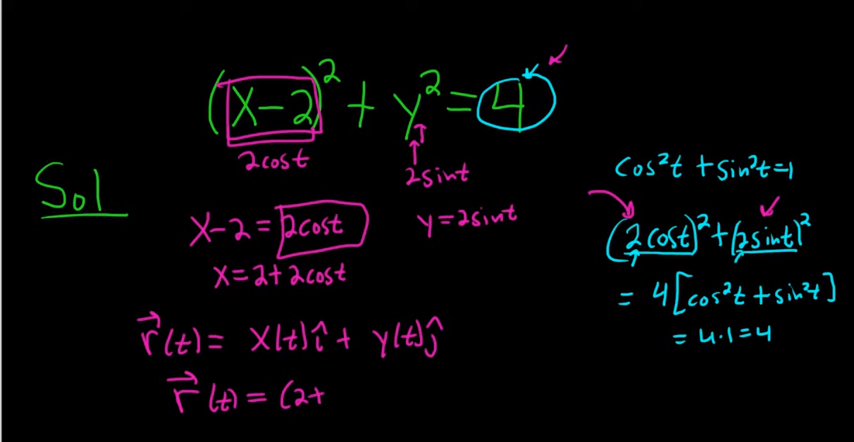 (x-2)² + y² = 4
2cost
2sint
Sol
x-2 = 2cost
y = 2sint
x = 2 + 2cost
r⃗(t) = x(t)î + y(t)ĵ
r⃗(t) = (2+
cos²t + sin²t = 1
(2cost)² + (2sint)²
= 4[cos²t + sin²t]
= 4·1 = 4